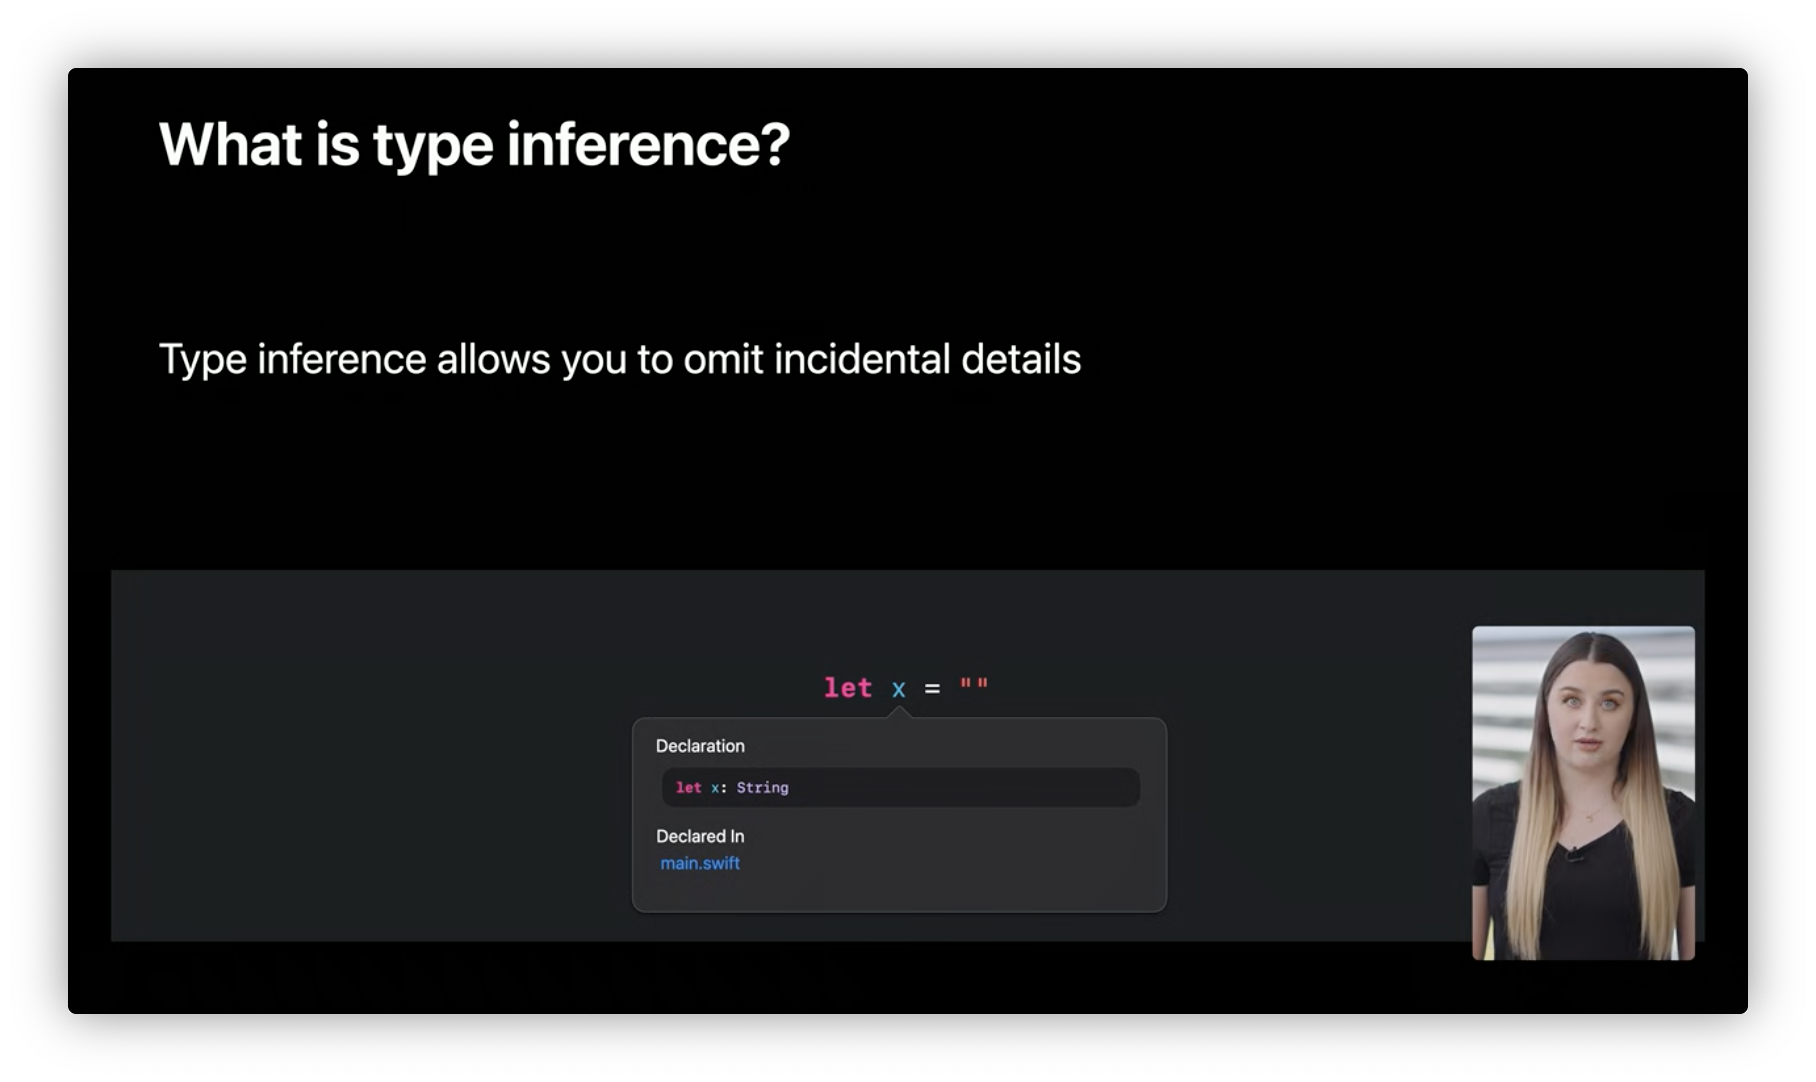 What is type inference?
Type inference allows you to omit incidental details
let x = ""
Declaration
let x: String
Declared In
main.swift